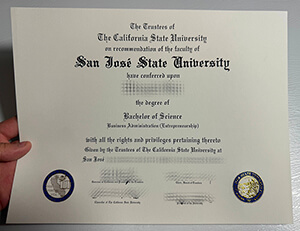 The Trustees of
The California State University
on recommendation of the faculty of
San José State University
have conferred upon
the degree of
Bachelor of Science
Business Administration (Entrepreneurship)
with all the rights and privileges pertaining thereto
Given by the Trustees of The California State University at
San José